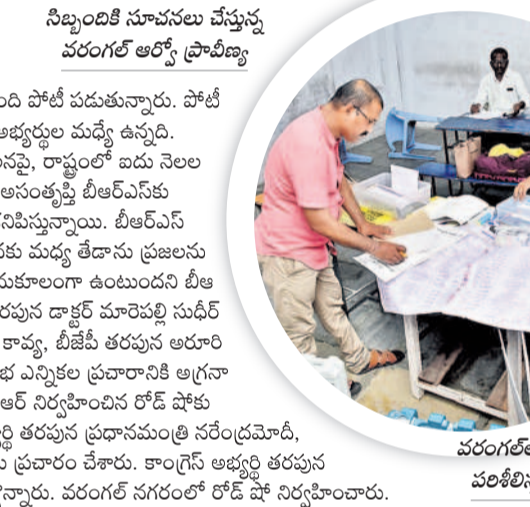 సిబ్బందికి సూచనలు చేస్తున్న
వరంగల్ ఆర్వో ప్రావీణ్య
ంది పోటీ పడుతున్నారు. పోటీ
అభ్యర్థుల మధ్యే ఉన్నది.
నపై, రాష్ట్రంలో ఐదు నెలల
అసంతృప్తి బీఆర్ఎస్‌కు
నిపిస్తున్నాయి. బీఆర్ఎస్
నకు మధ్య తేడాను ప్రజలను
నుకూలంగా ఉంటుందని బీఆ
రపున డాక్టర్ మారెపల్లి సుధీర్
కావ్య, బీజేపీ తరపున అరూరి
భ ఎన్నికల ప్రచారానికి అగ్రనా
ఆర్ నిర్వహించిన రోడ్ షోకు
ర్థి తరపున ప్రధానమంత్రి నరేంద్రమోదీ,
ు ప్రచారం చేశారు. కాంగ్రెస్ అభ్యర్థి తరపున
న్నారు. వరంగల్ నగరంలో రోడ్ షో నిర్వహించారు.
వరంగల్‌ల
పరిశీలిస